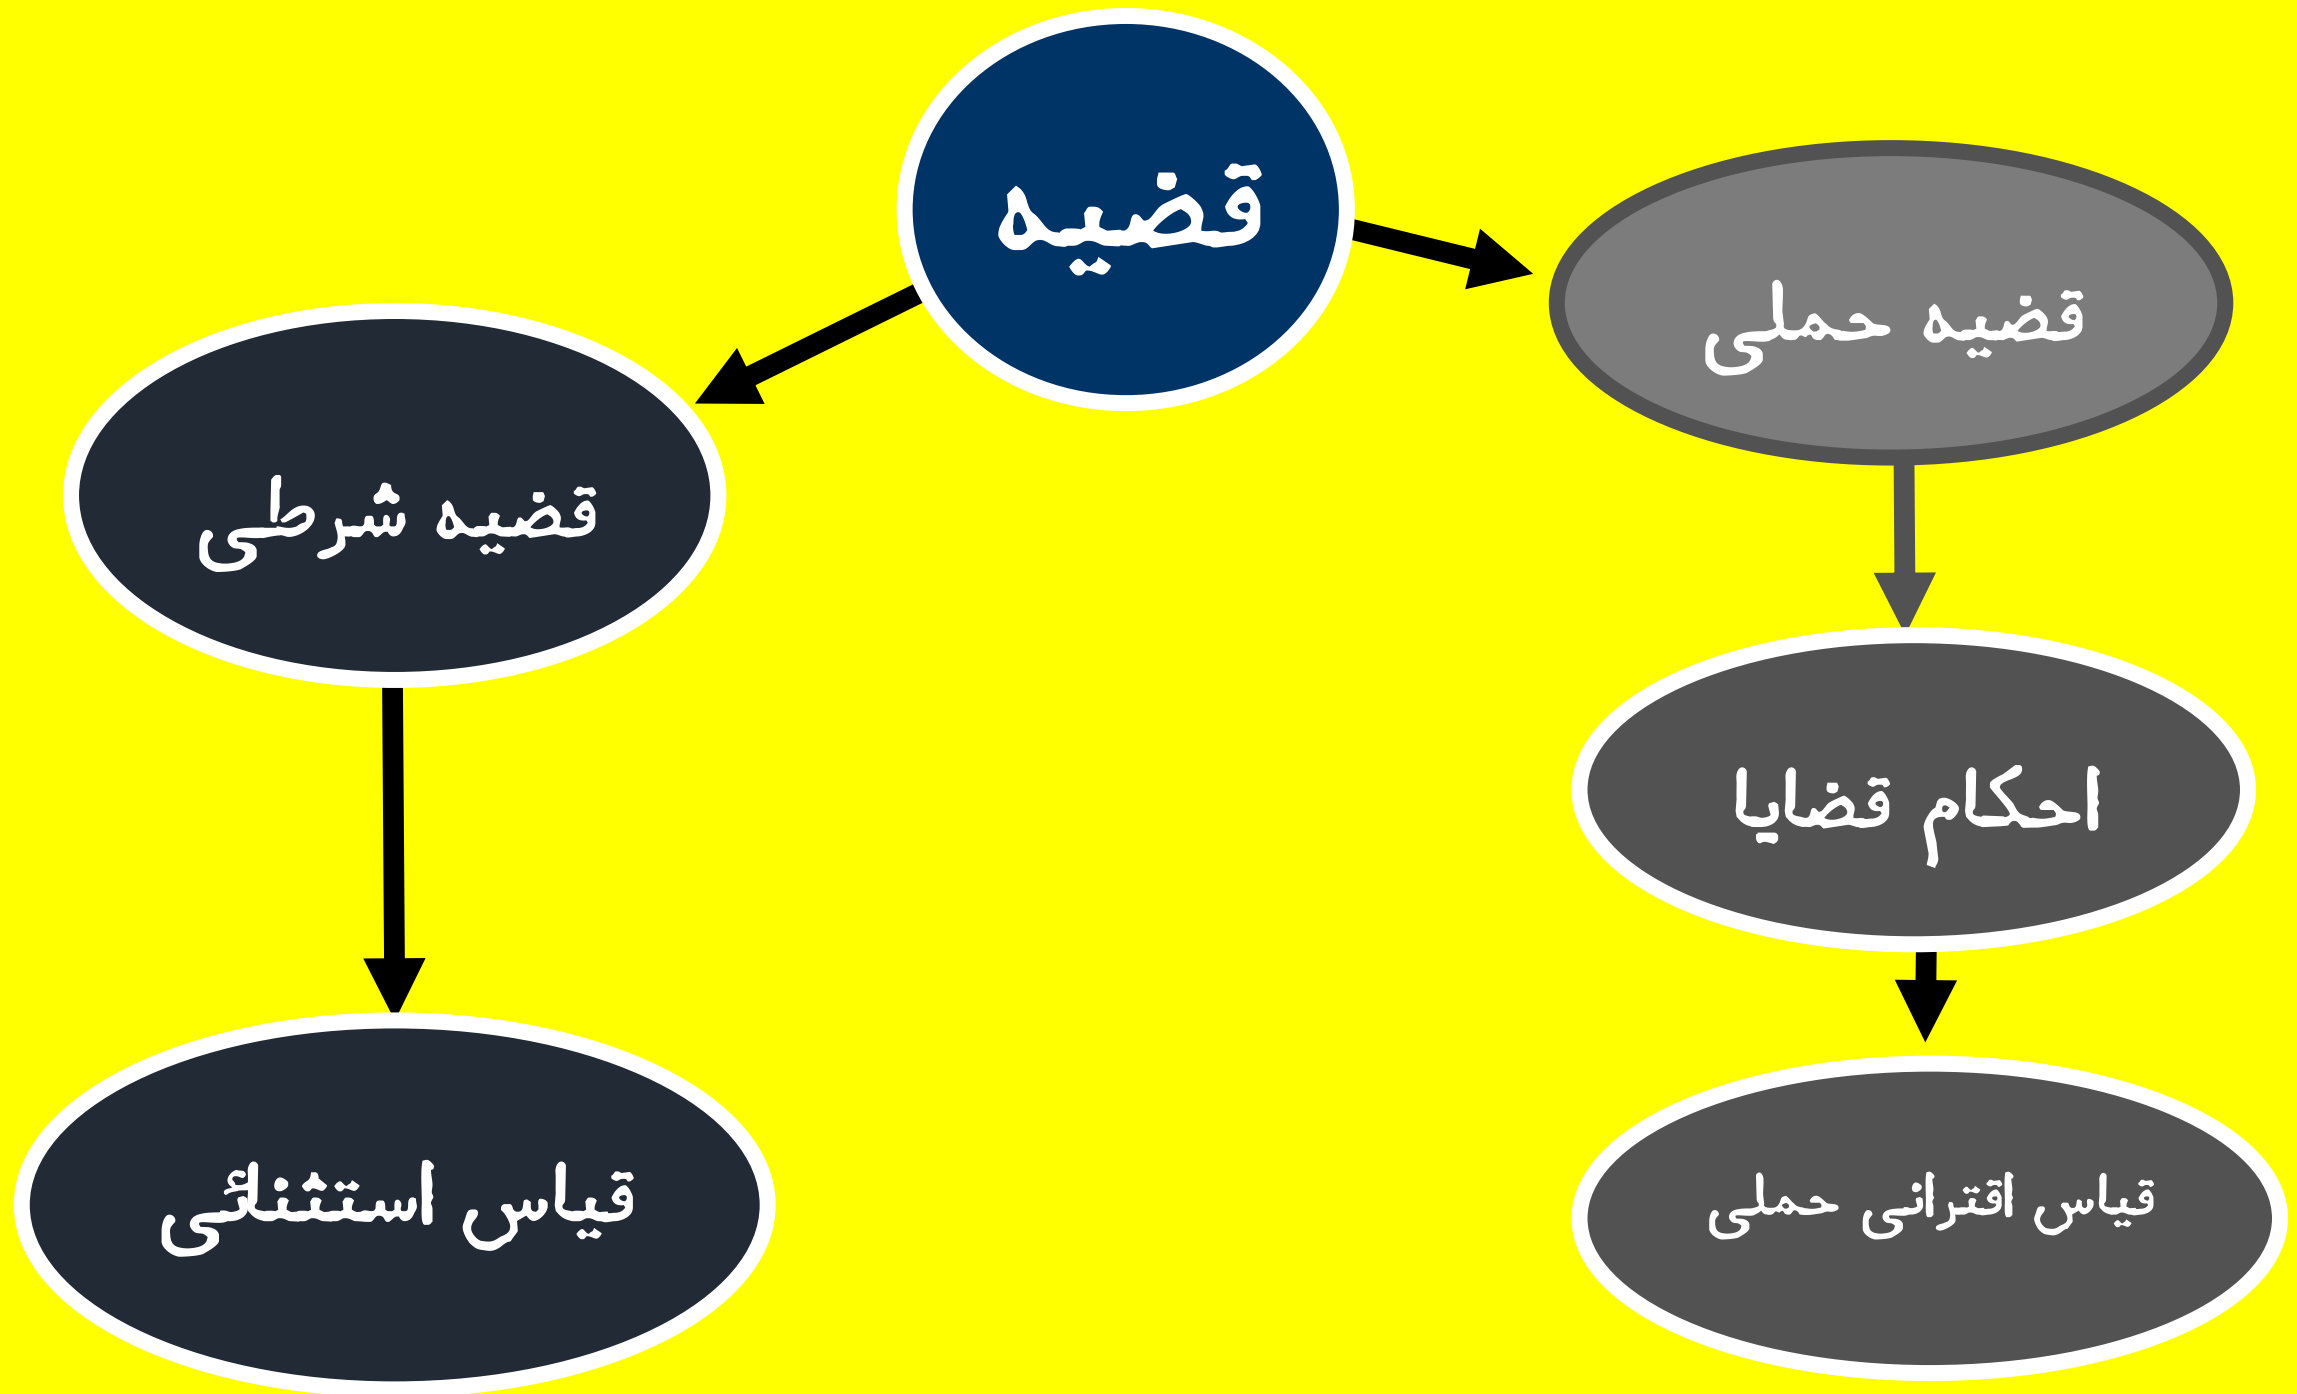 قضیه
قضیه حملی
قضیه شرطی
احکام قضایا
قیاس اقترانی حملی
قیاس استثنائی